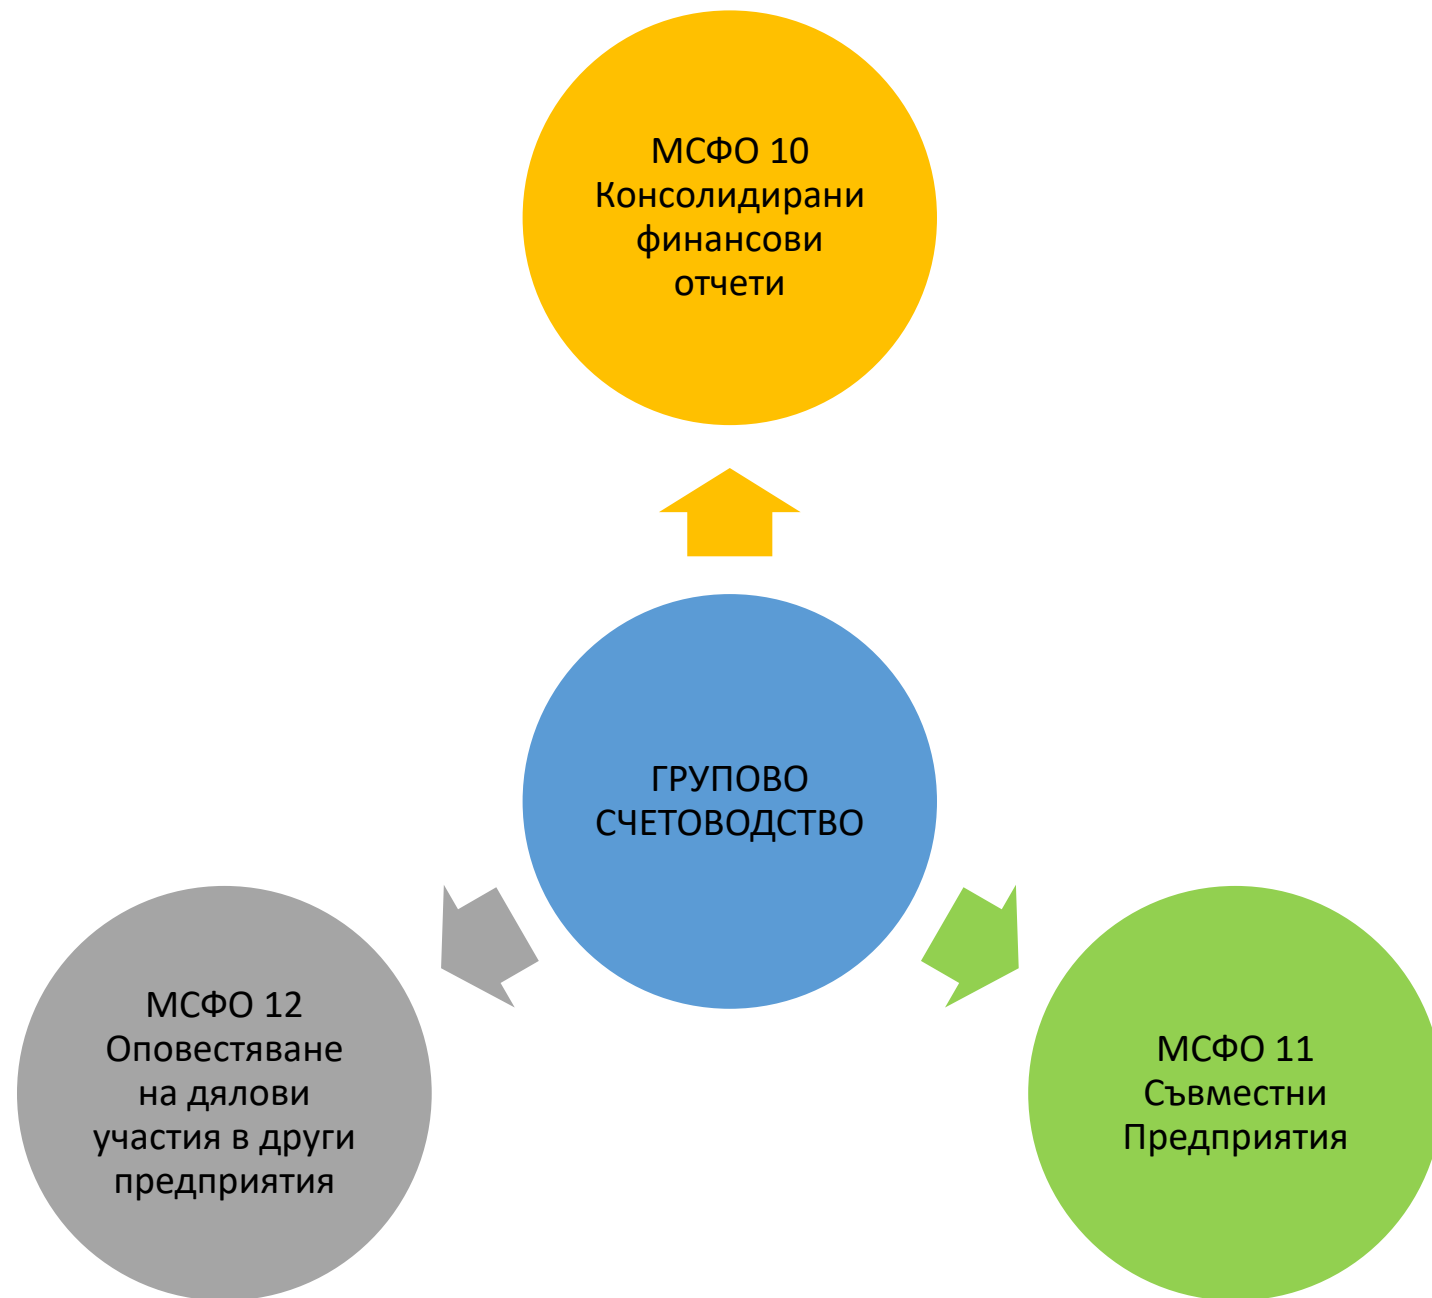 МСФО 10
Консолидирани
финансови
отчети
ГРУПОВО
СЧЕТОВОДСТВО
МСФО 12
Оповестяване
на дялови
участия в други
предприятия
МСФО 11
Съвместни
Предприятия